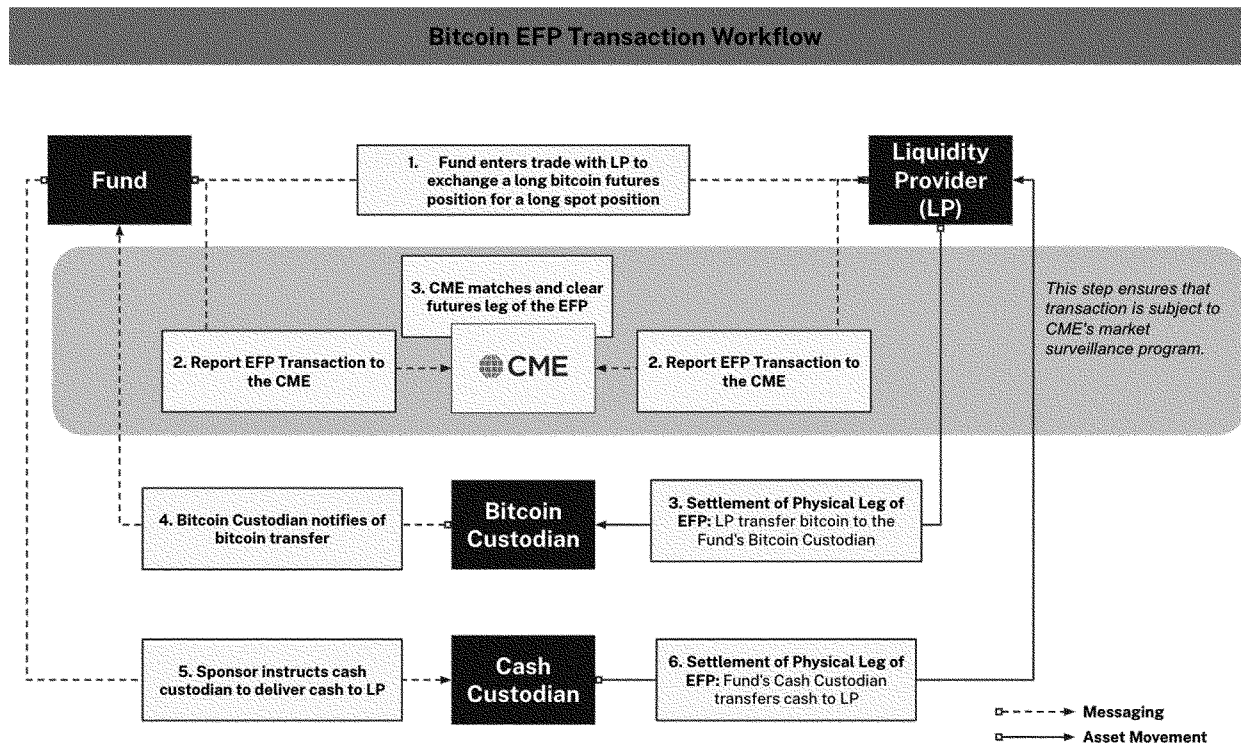 Bitcoin EFP Transaction Workflow
Fund
1. Fund enters trade with LP to
exchange a long bitcoin futures
position for a long spot position
Liquidity
Provider
(LP)
3. CME matches and clear
futures leg of the EFP
This step ensures that
transaction is subject to
CME's market
surveillance program.
2. Report EFP Transaction to
the CME
CME
2. Report EFP Transaction to
the CME
4. Bitcoin Custodian notifies of
bitcoin transfer
Bitcoin
Custodian
3. Settlement of Physical Leg of
EFP: LP transfer bitcoin to the
Fund's Bitcoin Custodian
5. Sponsor instructs cash
custodian to deliver cash to LP
Cash
Custodian
6. Settlement of Physical Leg of
EFP: Fund's Cash Custodian
transfers cash to LP
Messaging
Asset Movement